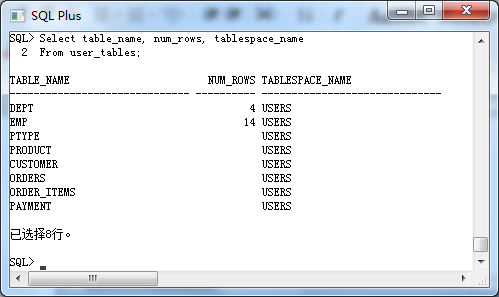 SQL Plus
SQL> Select table_name, num_rows, tablespace_name
  2  From user_tables;
TABLE_NAME                       NUM_ROWS TABLESPACE_NAME
------------------------------ ---------- ------------------------------
DEPT                                    4 USERS
EMP                                    14 USERS
PTYPE                                     USERS
PRODUCT                                   USERS
CUSTOMER                                  USERS
ORDERS                                    USERS
ORDER_ITEMS                               USERS
PAYMENT                                   USERS
已选择8行。
SQL>